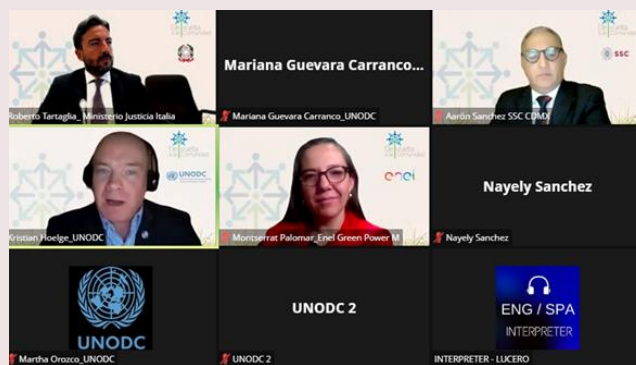 Roberto Tartaglia_ Ministerio Justicia Italia
Mariana Guevara Carranco...
Mariana Guevara Carranco_UNODC
SSC
Aarón Sanchez SSC CDMX
UNODC
Kristian Hoelge_UNODC
enel
Montserrat Palomar_Enel Green Power M
Nayely Sanchez
Nayely Sanchez
UNODC
Martha Orozco_UNODC
UNODC 2
UNODC 2
ENG / SPA
INTERPRETER
INTERPRETER - LUCERO